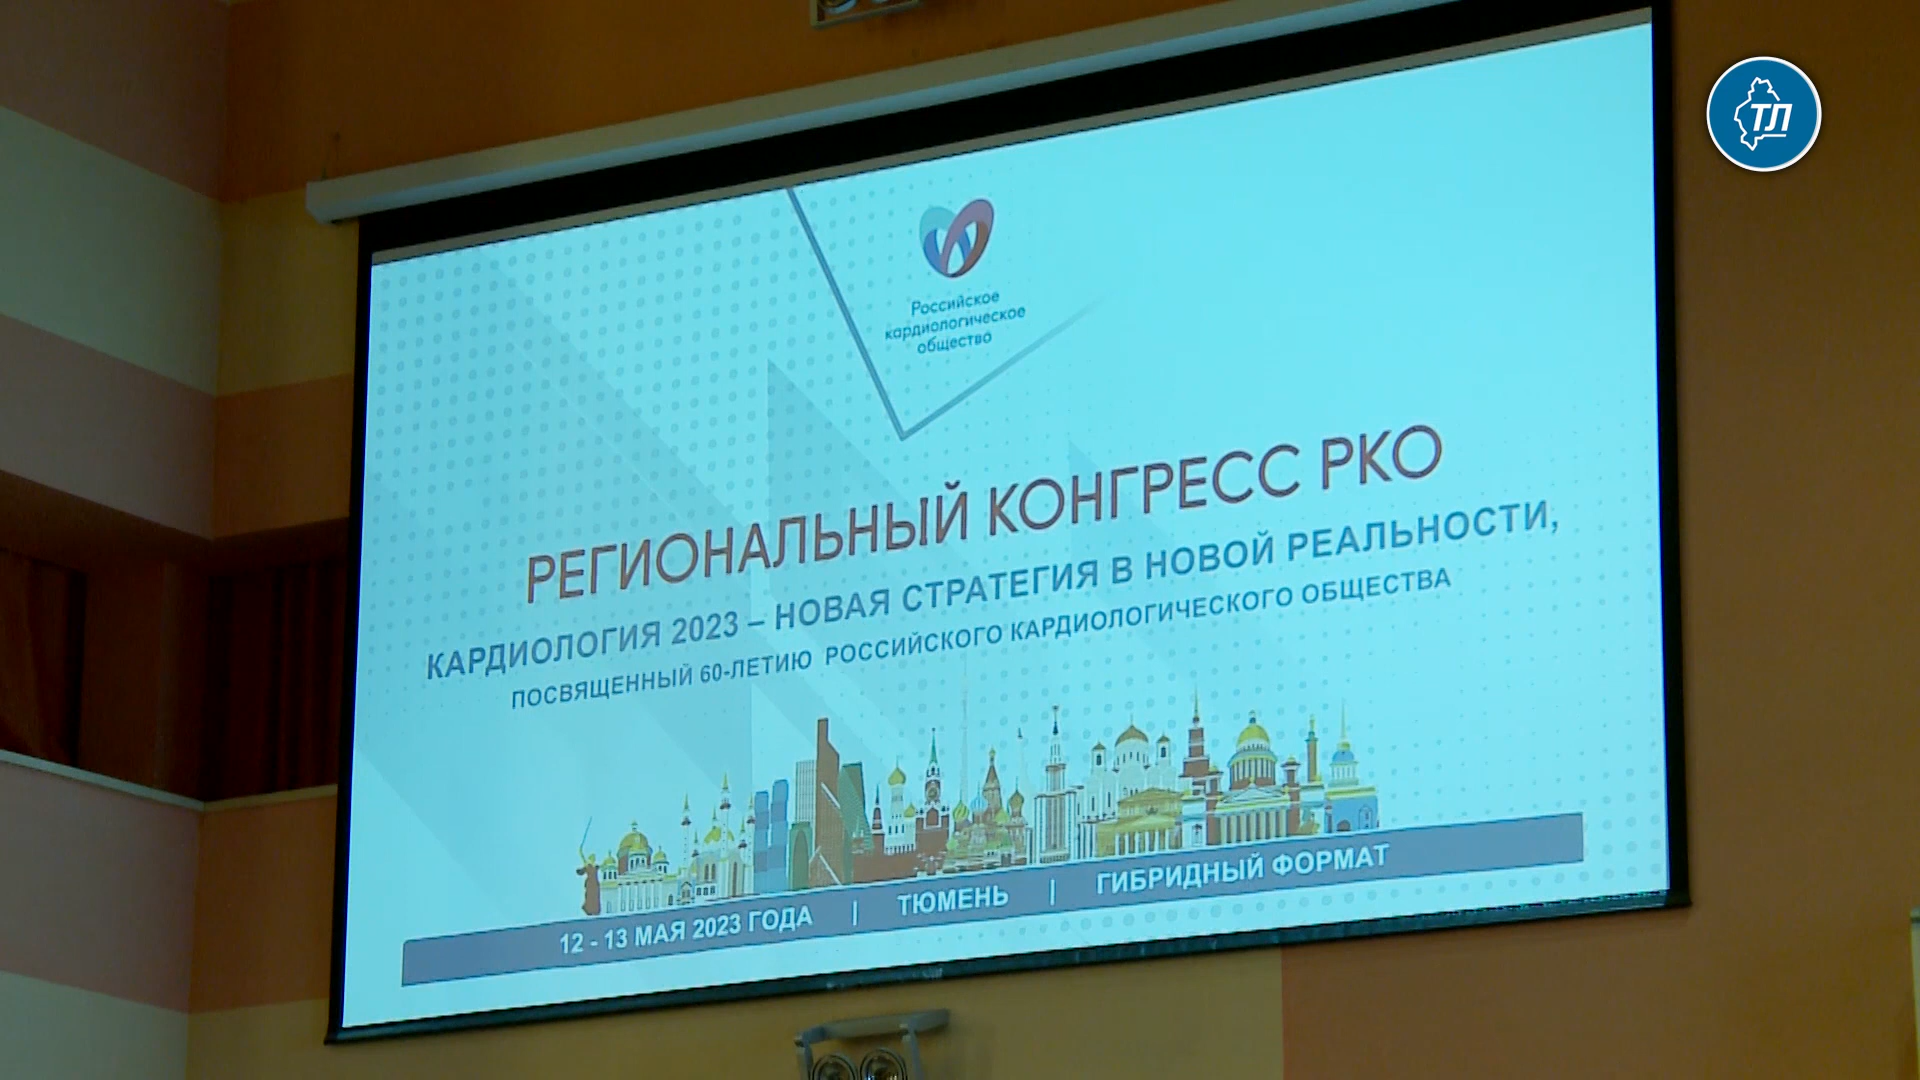 ТЛ
Российское
кардиологическое
общество
РЕГИОНАЛЬНЫЙ КОНГРЕСС РКО
КАРДИОЛОГИЯ 2023 – НОВАЯ СТРАТЕГИЯ В НОВОЙ РЕАЛЬНОСТИ,
ПОСВЯЩЕННЫЙ 60-ЛЕТИЮ РОССИЙСКОГО КАРДИОЛОГИЧЕСКОГО ОБЩЕСТВА
12 - 13 МАЯ 2023 ГОДА | ТЮМЕНЬ | ГИБРИДНЫЙ ФОРМАТ